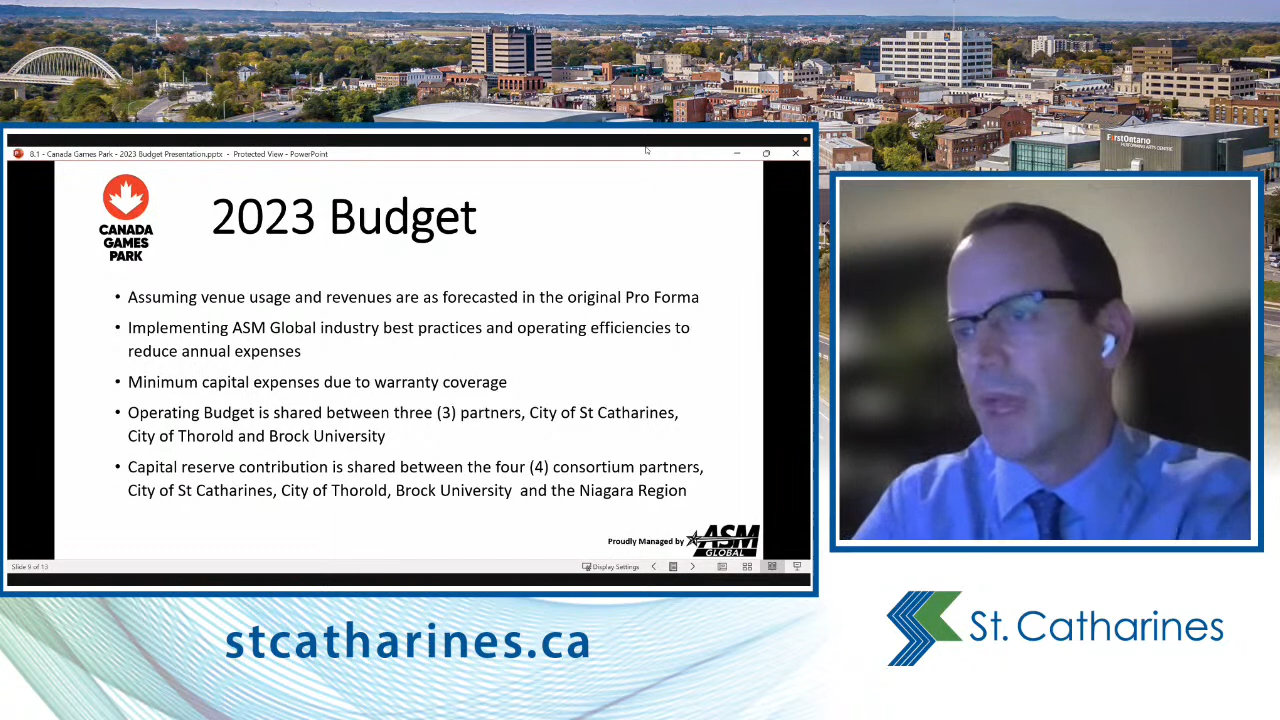 FirstOntario
PERFORMING ARTS CENTRE
8.1 - Canada Games Park - 2023 Budget Presentation.pptx - Protected View - PowerPoint
CANADA
GAMES
PARK
2023 Budget
• Assuming venue usage and revenues are as forecasted in the original Pro Forma
• Implementing ASM Global industry best practices and operating efficiencies to
reduce annual expenses
• Minimum capital expenses due to warranty coverage
• Operating Budget is shared between three (3) partners, City of St Catharines,
City of Thorold and Brock University
• Capital reserve contribution is shared between the four (4) consortium partners,
City of St Catharines, City of Thorold, Brock University and the Niagara Region
Proudly Managed by
ASM
GLOBAL
Slide 9 of 13
Display Settings
stcatharines.ca
St. Catharines